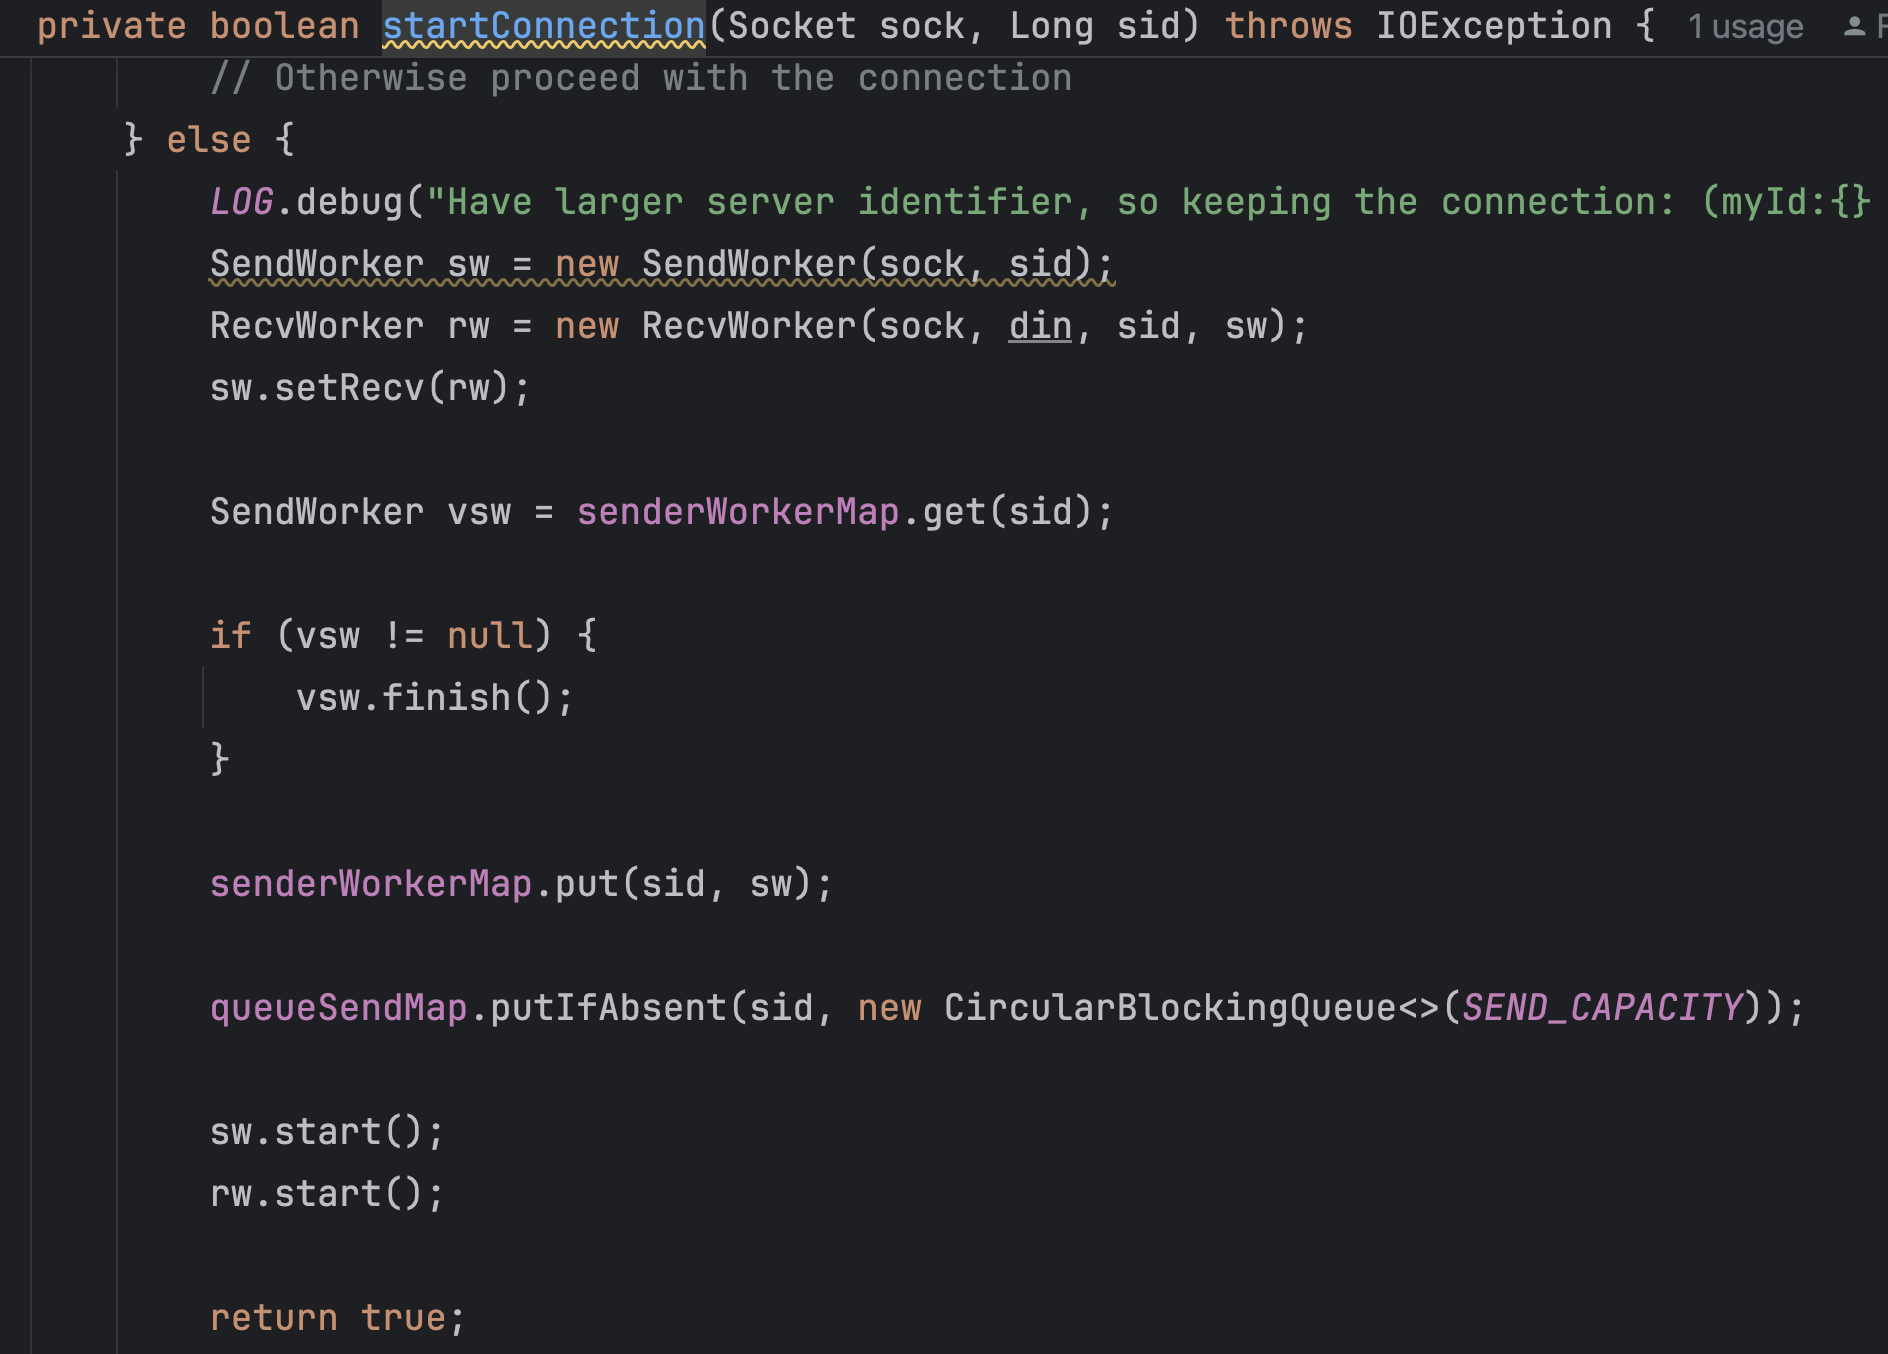 private boolean startConnection(Socket sock, Long sid) throws IOException { 1 usage
// Otherwise proceed with the connection
} else {
LOG.debug("Have larger server identifier, so keeping the connection: (myId:{}
SendWorker sw = new SendWorker(sock, sid);
RecvWorker rw = new RecvWorker(sock, din, sid, sw);
sw.setRecv(rw);
SendWorker vsw = senderWorkerMap.get(sid);
if (vsw != null) {
vsw.finish();
}
senderWorkerMap.put(sid, sw);
queueSendMap.putIfAbsent(sid, new CircularBlockingQueue<>(SEND_CAPACITY));
sw.start();
rw.start();
return true;